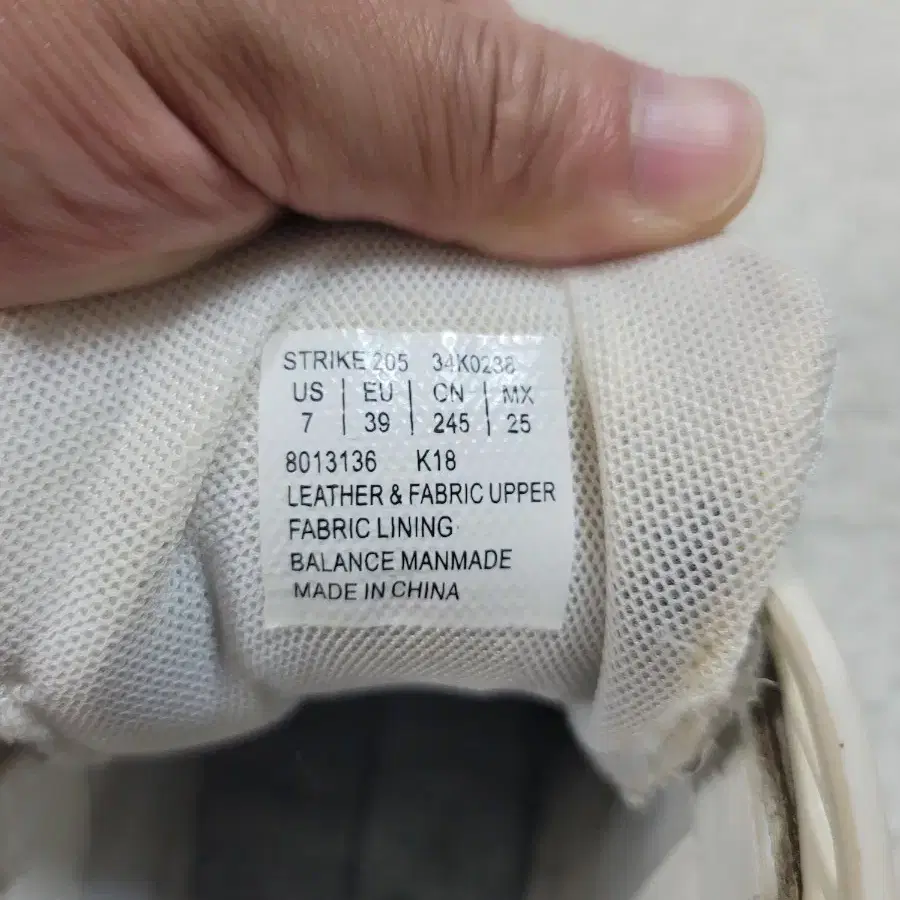 STRIKE 205 34K0238
US | EU | CN | MX
7 | 39 | 245 | 25
8013136 K18
LEATHER & FABRIC UPPER
FABRIC LINING
BALANCE MANMADE
MADE IN CHINA